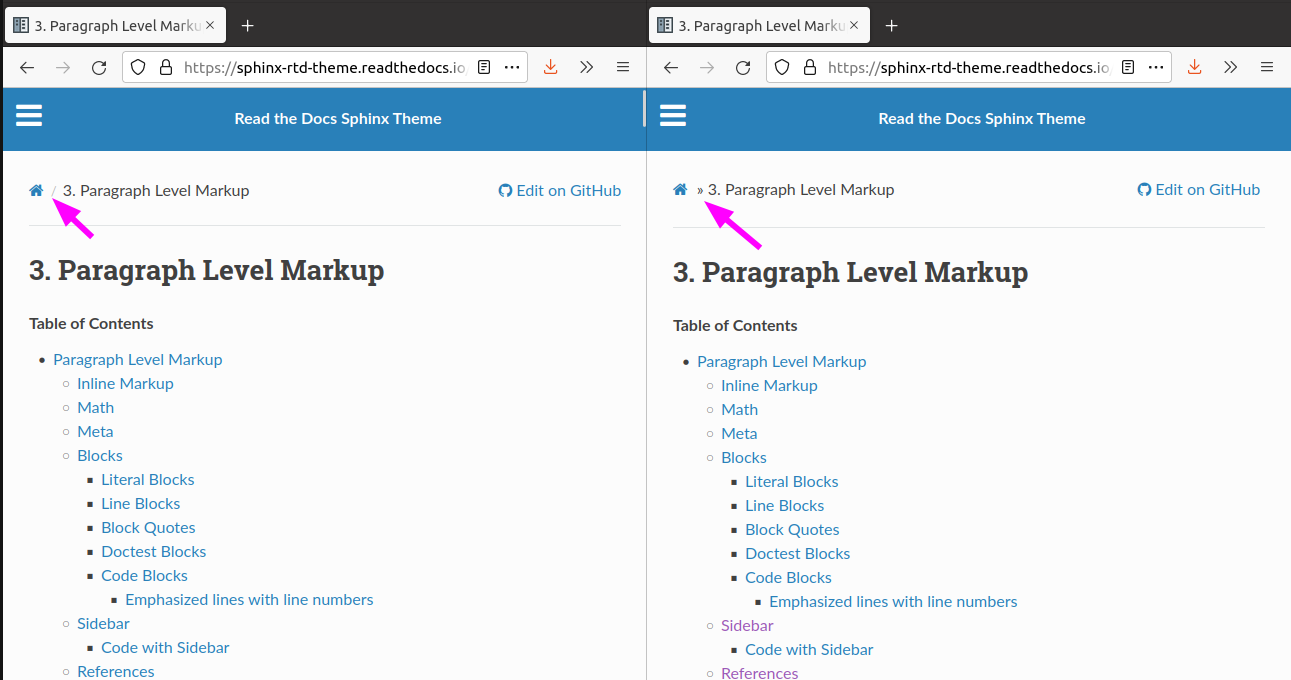 3. Paragraph Level Marku
https://sphinx-rtd-theme.readthedocs.io
Read the Docs Sphinx Theme
/ 3. Paragraph Level Markup
Edit on GitHub
3. Paragraph Level Markup
Table of Contents
• Paragraph Level Markup
○ Inline Markup
○ Math
○ Meta
○ Blocks
▪ Literal Blocks
▪ Line Blocks
▪ Block Quotes
▪ Doctest Blocks
▪ Code Blocks
▪ Emphasized lines with line numbers
○ Sidebar
▪ Code with Sidebar
○ References
3. Paragraph Level Marku
https://sphinx-rtd-theme.readthedocs.io
Read the Docs Sphinx Theme
» 3. Paragraph Level Markup
Edit on GitHub
3. Paragraph Level Markup
Table of Contents
• Paragraph Level Markup
○ Inline Markup
○ Math
○ Meta
○ Blocks
▪ Literal Blocks
▪ Line Blocks
▪ Block Quotes
▪ Doctest Blocks
▪ Code Blocks
▪ Emphasized lines with line numbers
○ Sidebar
▪ Code with Sidebar
○ References